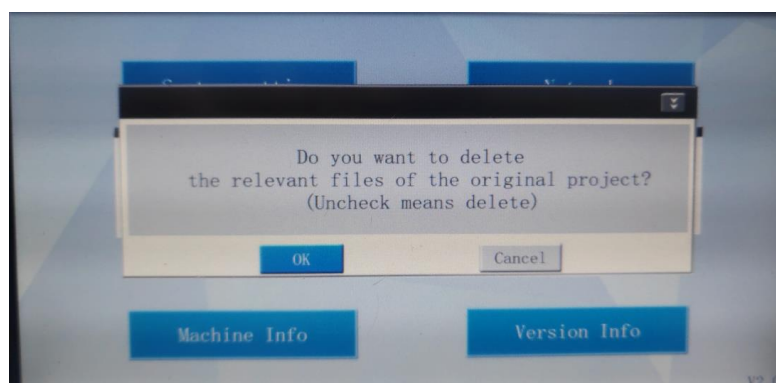 Do you want to delete
the relevant files of the original project?
(Uncheck means delete)
OK
Cancel
Machine Info
Version Info